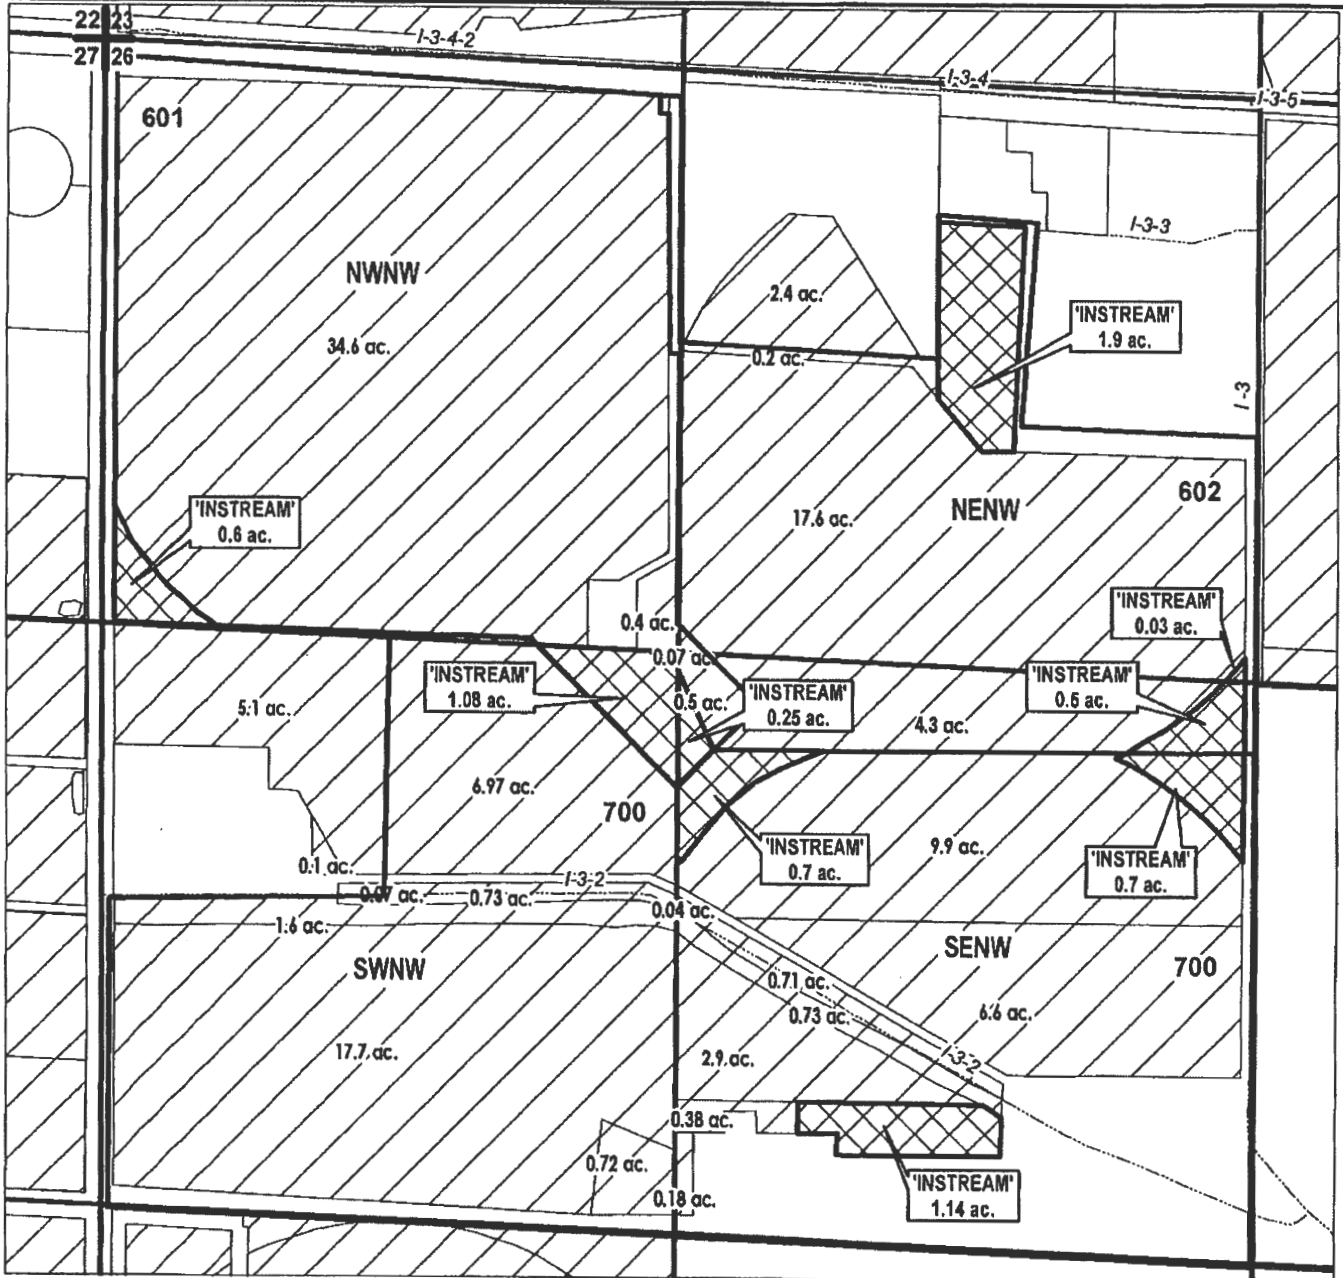 22 23
27 26
I-3-4-2
I-3-4
I-3-5
601
I-3-3
NWNW
2.4 ac.
'INSTREAM'
1.9 ac.
34.6 ac.
0.2 ac.
I-3
602
'INSTREAM'
0.6 ac.
17.6 ac.
NENW
'INSTREAM'
0.03 ac.
0.4 ac.
0.07 ac.
'INSTREAM'
1.08 ac.
0.5 ac.
'INSTREAM'
0.25 ac.
'INSTREAM'
0.6 ac.
5.1 ac.
4.3 ac.
6.97 ac.
700
9.9 ac.
'INSTREAM'
0.7 ac.
'INSTREAM'
0.7 ac.
0.1 ac.
I-3-2
0.07 ac.
0.73 ac.
0.04 ac.
1.6 ac.
SWNW
SENW
700
0.71 ac.
0.73 ac.
6.6 ac.
17.7 ac.
2.9 ac.
I-3-2
0.38 ac.
0.72 ac.
0.18 ac.
'INSTREAM'
1.14 ac.